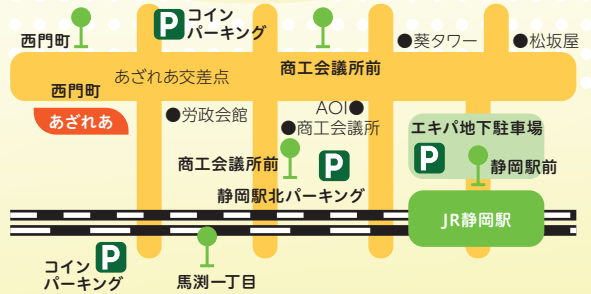 コイン
パーキング
P
西門町
商工会議所前
●葵タワー
●松坂屋
あざれあ交差点
西門町
あざれあ
●労政会館
AOI●
●商工会議所
エキパ地下駐車場
P
静岡駅前
商工会議所前
P
静岡駅北パーキング
JR静岡駅
コイン
パーキング
P
馬渕一丁目